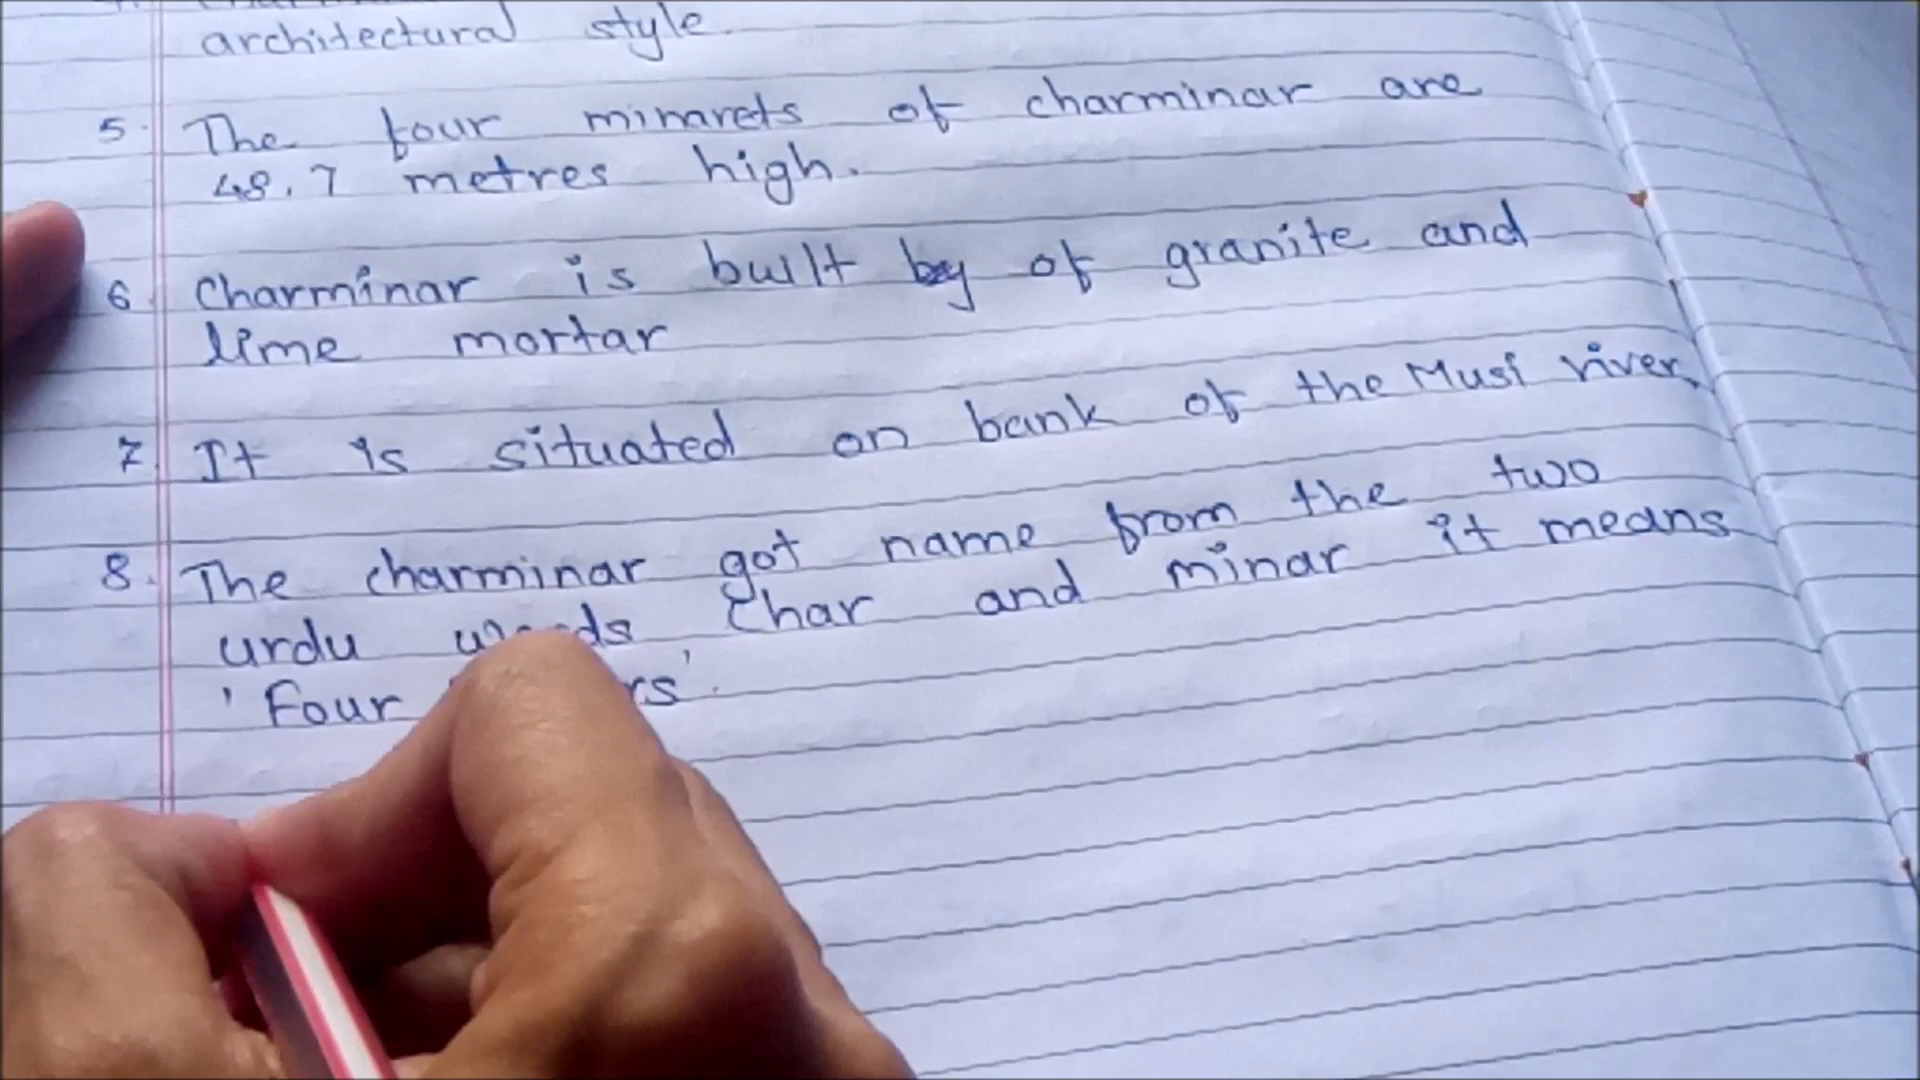 architectural style.
5. The four minarets of charminar are
48.7 metres high.
6. Charminar is built by of granite and
lime mortar
7. It is situated on bank of the Musi river.
8. The charminar got name from the two
urdu words Char and minar it means
'Four